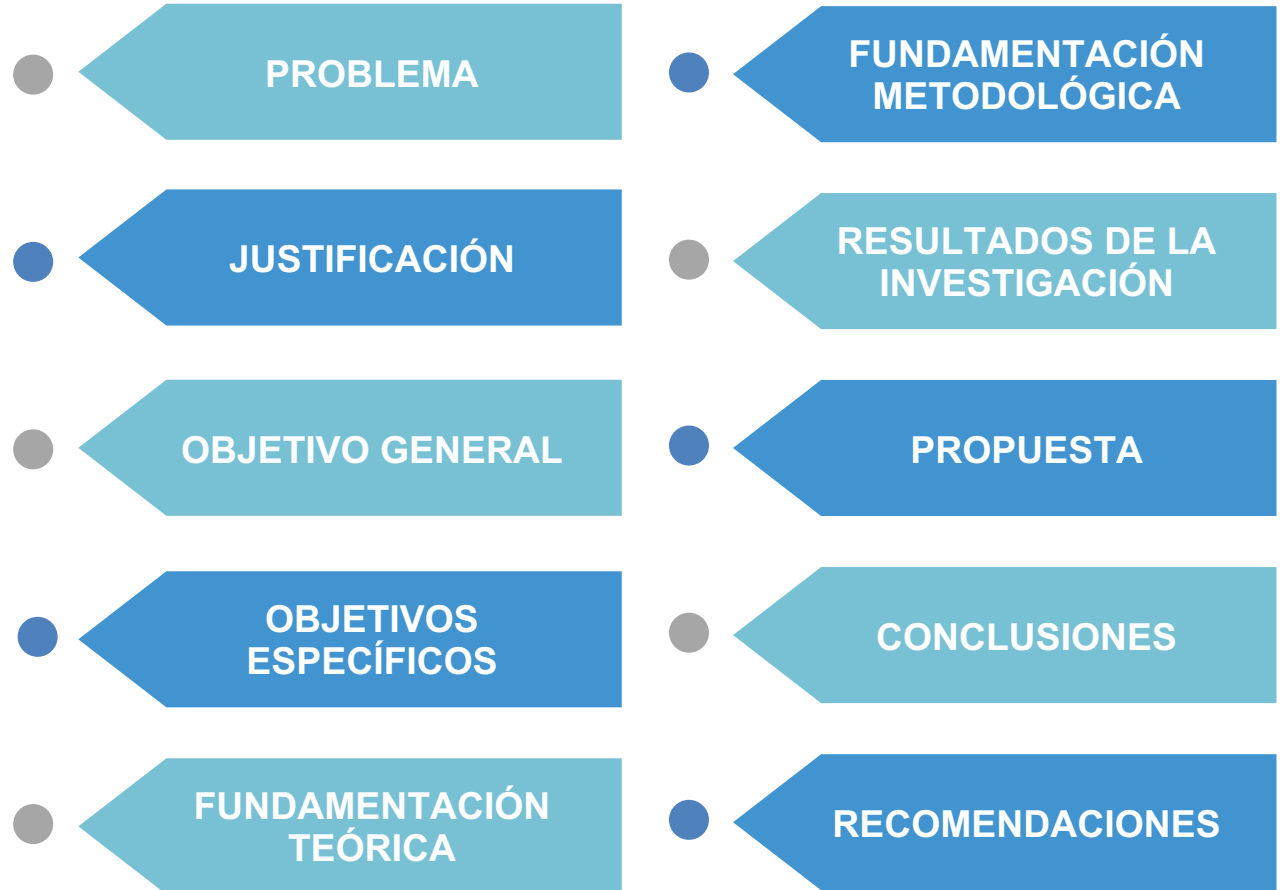 PROBLEMA
JUSTIFICACIÓN
OBJETIVO GENERAL
OBJETIVOS
ESPECÍFICOS
FUNDAMENTACIÓN
TEÓRICA
FUNDAMENTACIÓN
METODOLÓGICA
RESULTADOS DE LA
INVESTIGACIÓN
PROPUESTA
CONCLUSIONES
RECOMENDACIONES